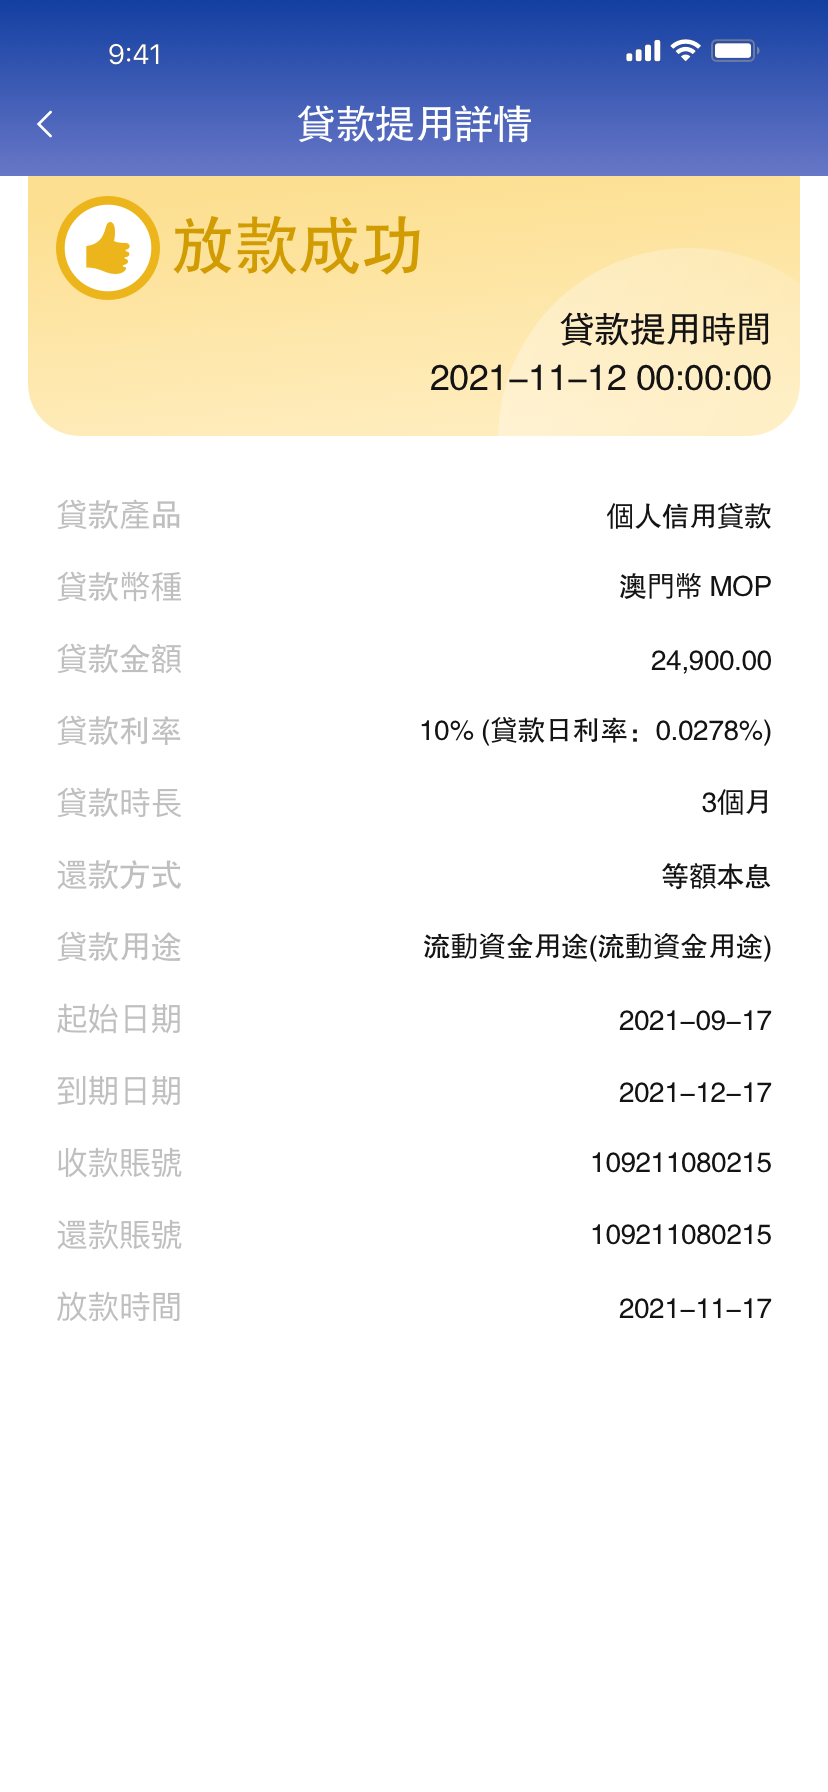 9:41
貸款提用詳情
放款成功
貸款提用時間
2021-11-12 00:00:00
貸款產品 個人信用貸款
貸款幣種 澳門幣 MOP
貸款金額 24,900.00
貸款利率 10% (貸款日利率：0.0278%)
貸款時長 3個月
還款方式 等額本息
貸款用途 流動資金用途(流動資金用途)
起始日期 2021-09-17
到期日期 2021-12-17
收款賬號 109211080215
還款賬號 109211080215
放款時間 2021-11-17